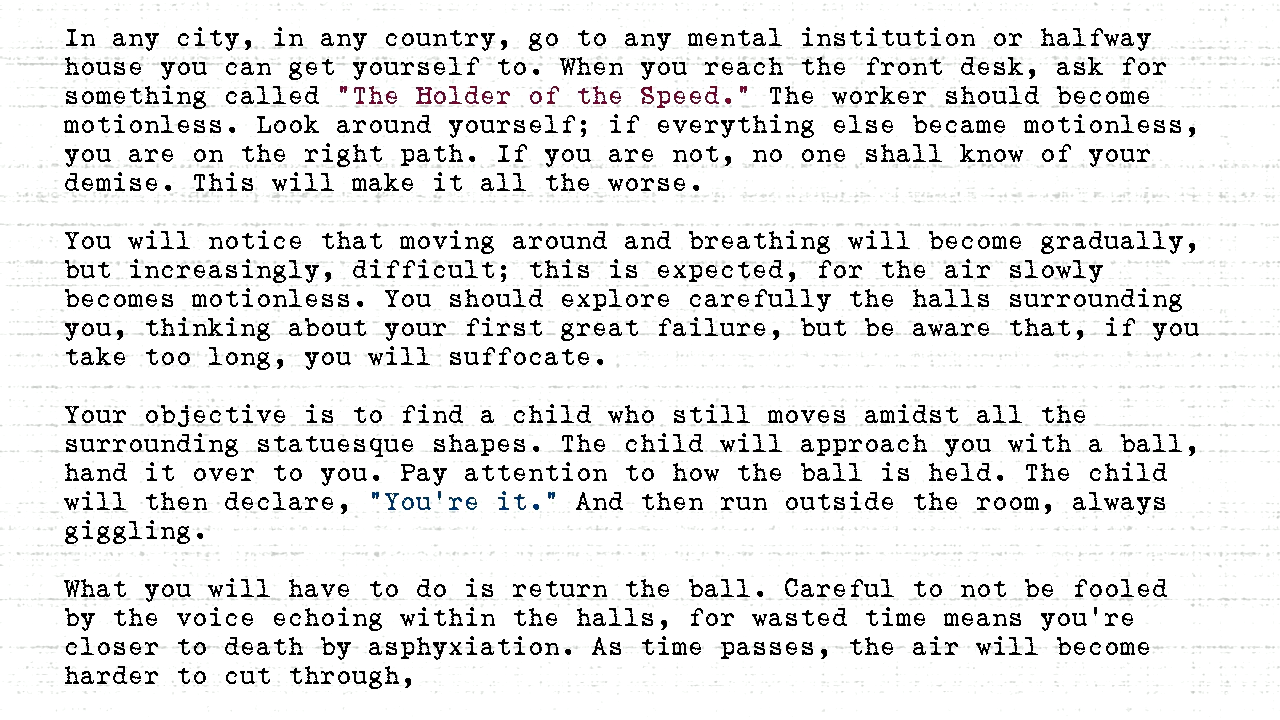 In any city, in any country, go to any mental institution or halfway
house you can get yourself to. When you reach the front desk, ask for
something called "The Holder of the Speed." The worker should become
motionless. Look around yourself; if everything else became motionless,
you are on the right path. If you are not, no one shall know of your
demise. This will make it all the worse.

You will notice that moving around and breathing will become gradually,
but increasingly, difficult; this is expected, for the air slowly
becomes motionless. You should explore carefully the halls surrounding
you, thinking about your first great failure, but be aware that, if you
take too long, you will suffocate.

Your objective is to find a child who still moves amidst all the
surrounding statuesque shapes. The child will approach you with a ball,
hand it over to you. Pay attention to how the ball is held. The child
will then declare, "You're it." And then run outside the room, always
giggling.

What you will have to do is return the ball. Careful to not be fooled
by the voice echoing within the halls, for wasted time means you're
closer to death by asphyxiation. As time passes, the air will become
harder to cut through,